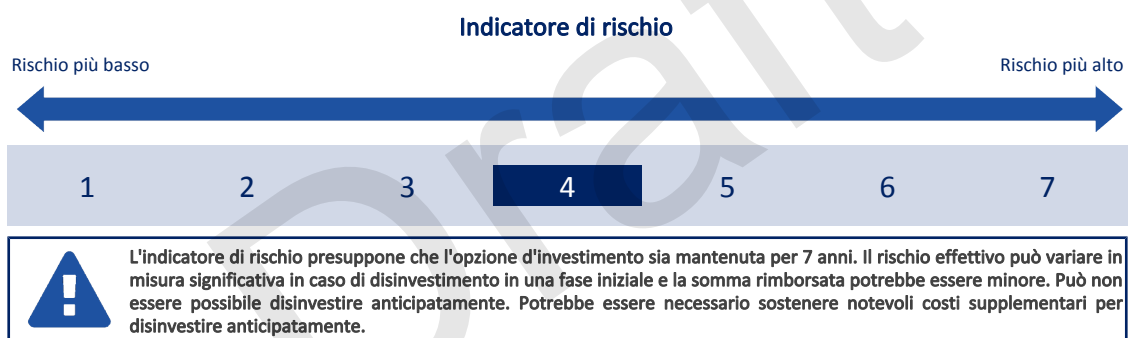 Indicatore di rischio
Rischio più basso
Rischio più alto
1 2 3 4 5 6 7
L'indicatore di rischio presuppone che l'opzione d'investimento sia mantenuta per 7 anni. Il rischio effettivo può variare in
misura significativa in caso di disinvestimento in una fase iniziale e la somma rimborsata potrebbe essere minore. Può non
essere possibile disinvestire anticipatamente. Potrebbe essere necessario sostenere notevoli costi supplementari per
disinvestire anticipatamente.
Draft